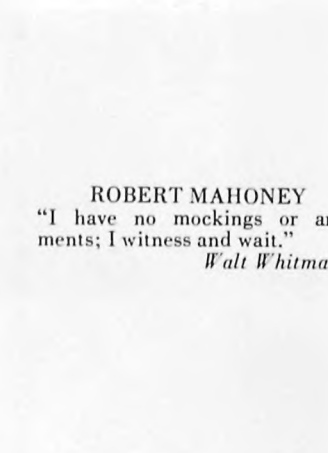 ROBERT MAHONEY
“I have no mockings or ar
ments; I witness and wait.”
Walt Whitma